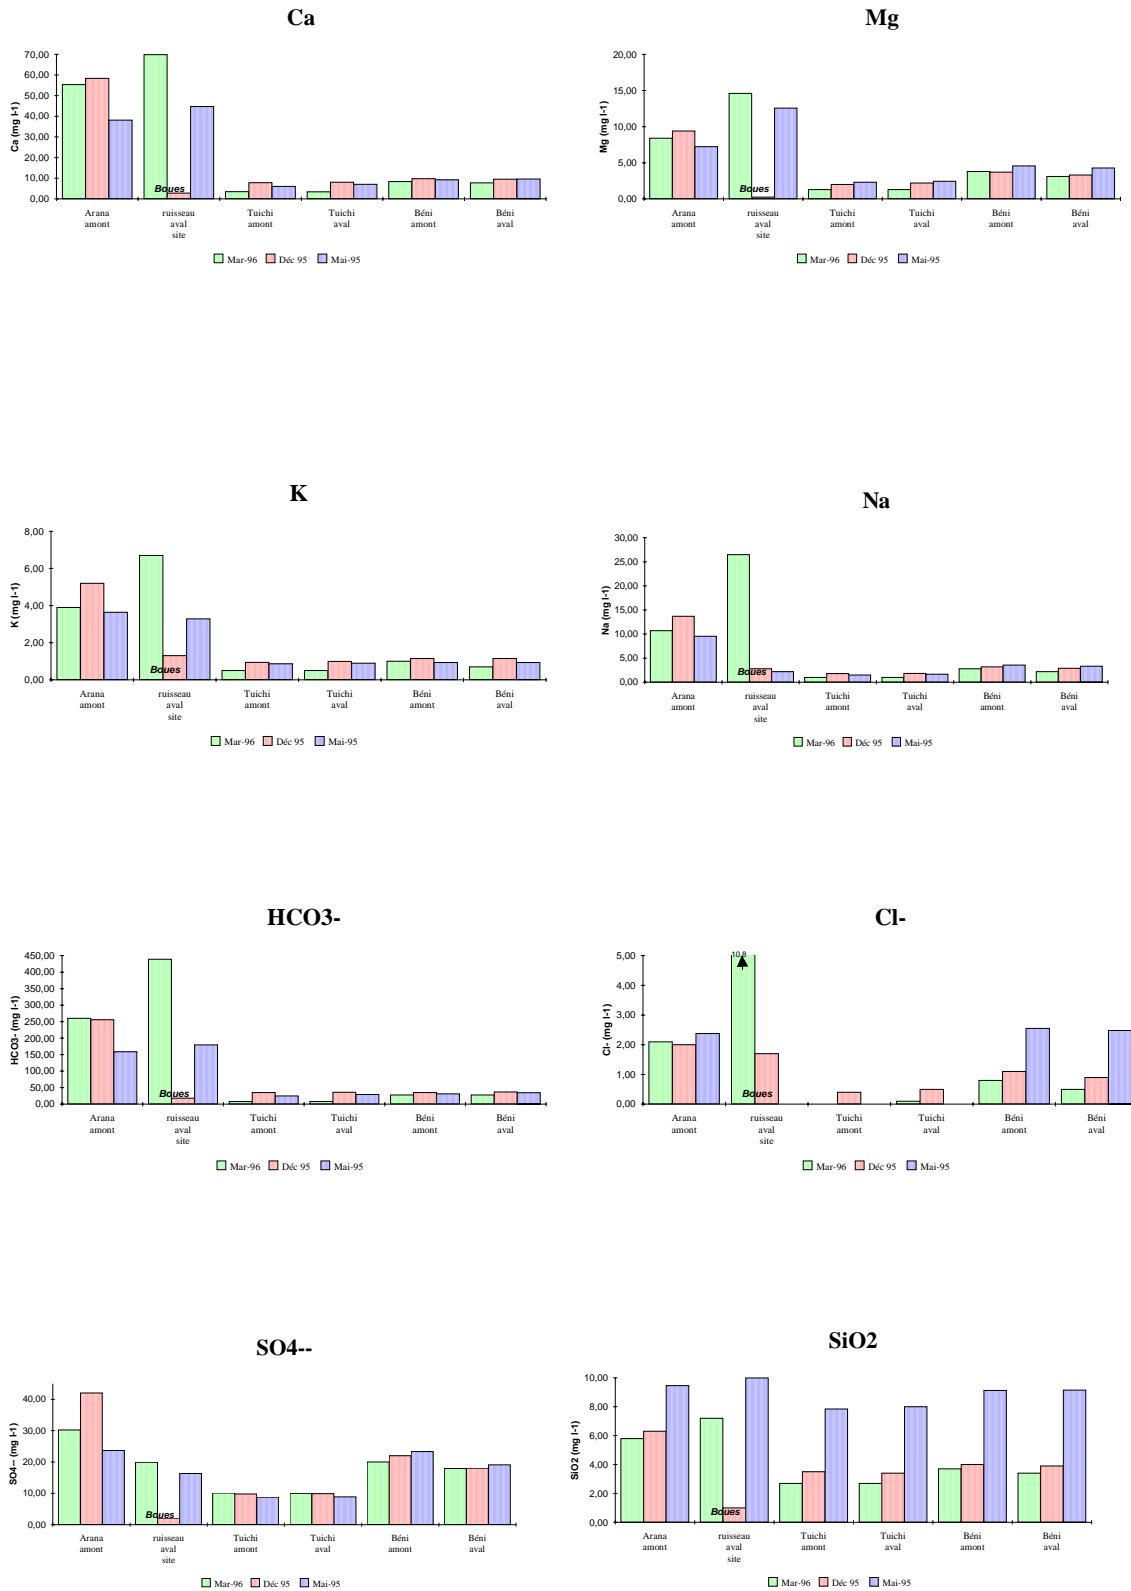 Ca
Ca (mg l-1)
70,00
60,00
50,00
40,00
30,00
20,00
10,00
0,00
Boues
Arana amont
ruisseau aval site
Tuichi amont
Tuichi aval
Béni amont
Béni aval
Mar-96 Déc 95 Mai-95
Mg
Mg (mg l-1)
20,00
15,00
10,00
5,00
0,00
Boues
Arana amont
ruisseau aval site
Tuichi amont
Tuichi aval
Béni amont
Béni aval
Mar-96 Déc 95 Mai-95
K
K (mg l-1)
8,00
6,00
4,00
2,00
0,00
Boues
Arana amont
ruisseau aval site
Tuichi amont
Tuichi aval
Béni amont
Béni aval
Mar-96 Déc 95 Mai-95
Na
Na (mg l-1)
30,00
25,00
20,00
15,00
10,00
5,00
0,00
Boues
Arana amont
ruisseau aval site
Tuichi amont
Tuichi aval
Béni amont
Béni aval
Mar-96 Déc 95 Mai-95
HCO3-
HCO3- (mg l-1)
450,00
400,00
350,00
300,00
250,00
200,00
150,00
100,00
50,00
0,00
Boues
Arana amont
ruisseau aval site
Tuichi amont
Tuichi aval
Béni amont
Béni aval
Mar-96 Déc 95 Mai-95
Cl-
Cl- (mg l-1)
5,00
4,00
3,00
2,00
1,00
0,00
10,8
Boues
Arana amont
ruisseau aval site
Tuichi amont
Tuichi aval
Béni amont
Béni aval
Mar-96 Déc 95 Mai-95
SO4--
SO4-- (mg l-1)
40,00
30,00
20,00
10,00
0,00
Boues
Arana amont
ruisseau aval site
Tuichi amont
Tuichi aval
Béni amont
Béni aval
Mar-96 Déc 95 Mai-95
SiO2
SiO2 (mg l-1)
10,00
8,00
6,00
4,00
2,00
0,00
Boues
Arana amont
ruisseau aval site
Tuichi amont
Tuichi aval
Béni amont
Béni aval
Mar-96 Déc 95 Mai-95